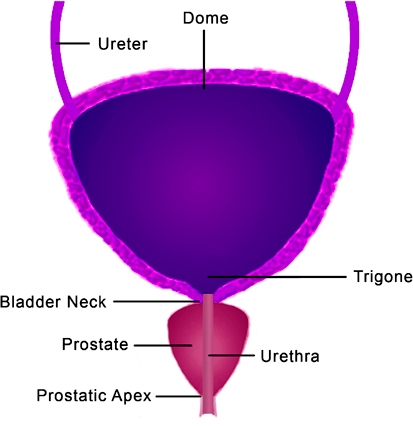 Dome
Ureter
Trigone
Bladder Neck
Prostate
Urethra
Prostatic Apex